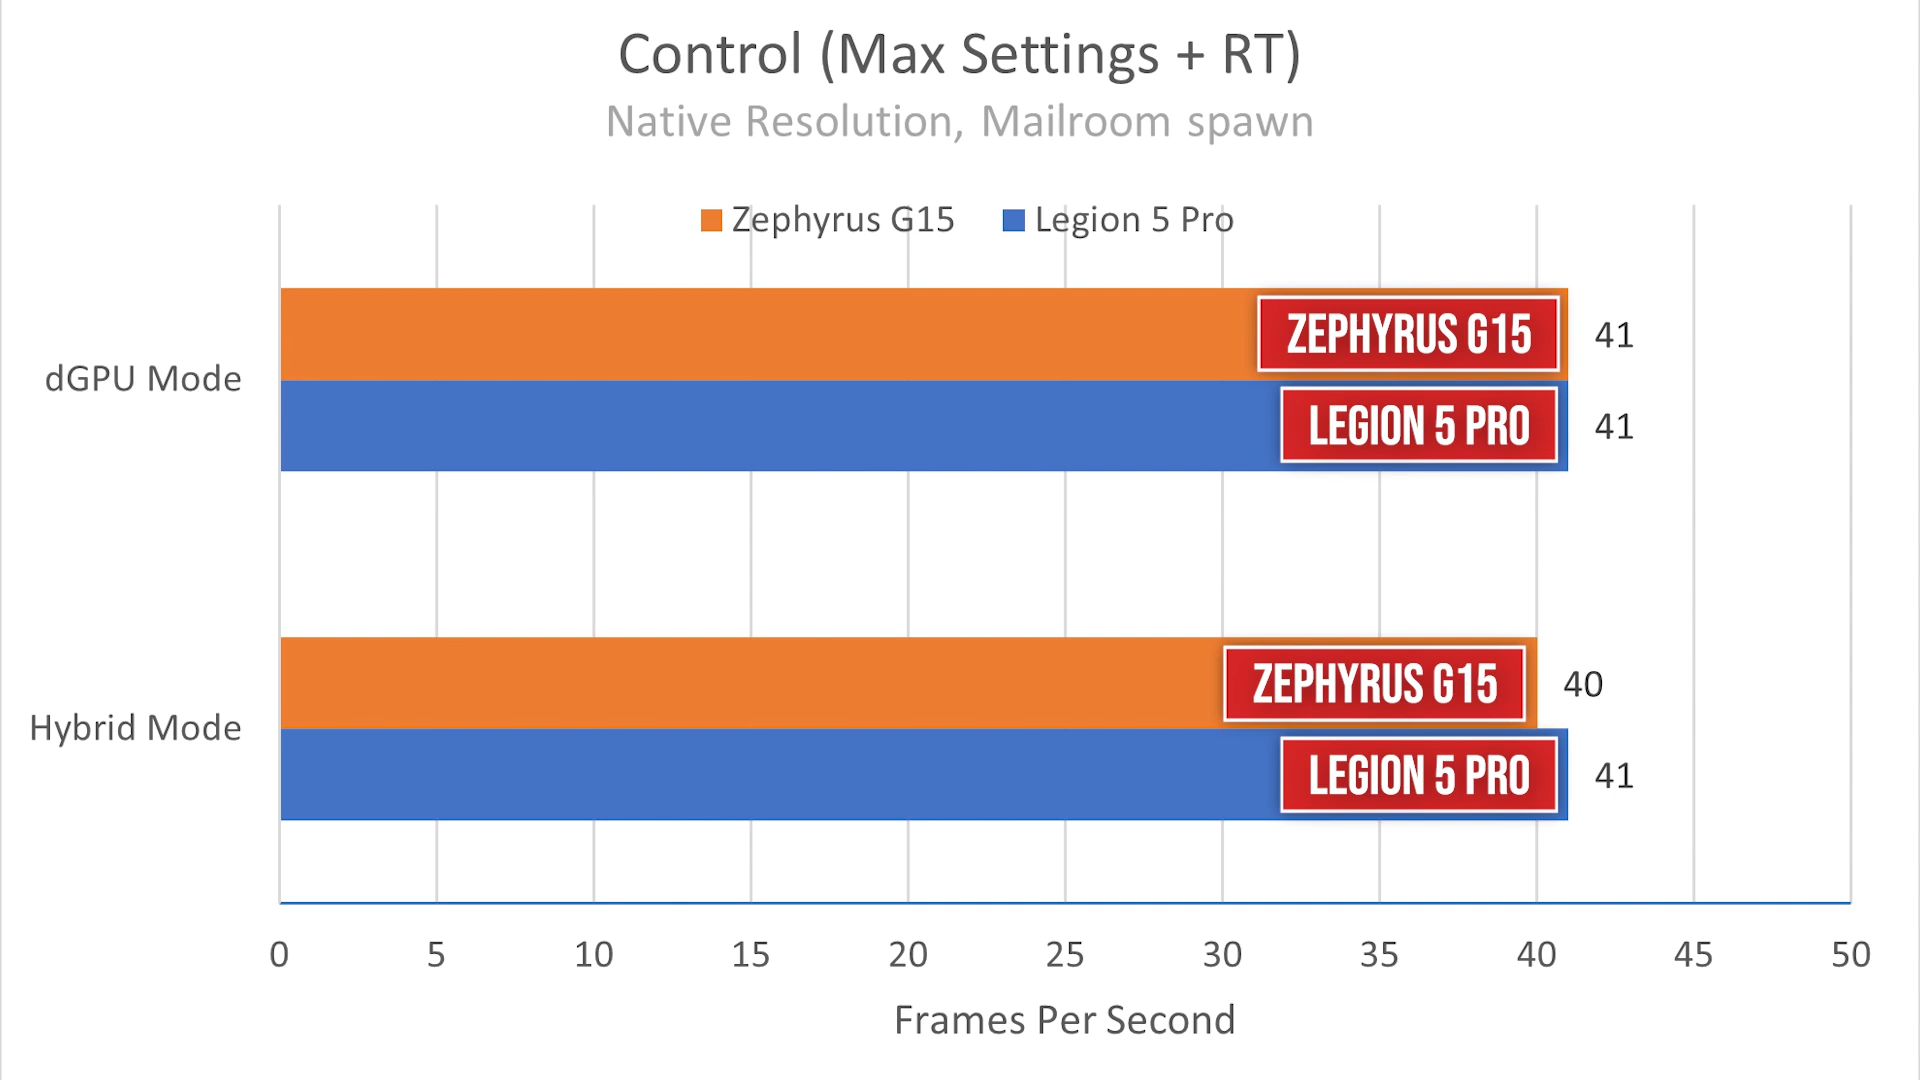 Control (Max Settings + RT)
Native Resolution, Mailroom spawn
Zephyrus G15 Legion 5 Pro
dGPU Mode
ZEPHYRUS G15 41
LEGION 5 PRO 41
Hybrid Mode
ZEPHYRUS G15 40
LEGION 5 PRO 41
0 5 10 15 20 25 30 35 40 45 50
Frames Per Second